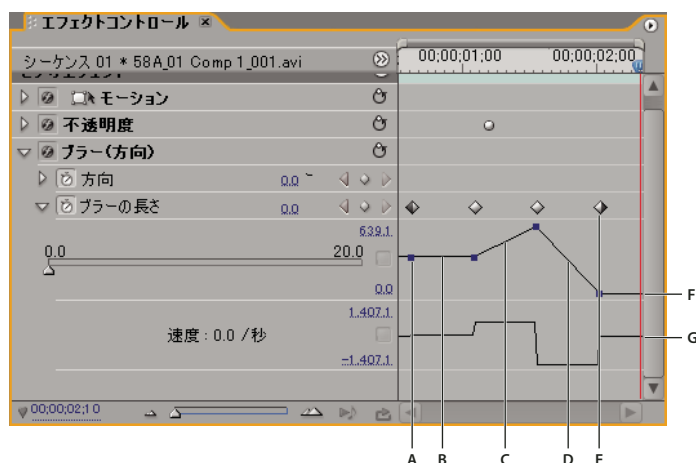 エフェクトコントロール
シーケンス 01 * 58A_01 Comp 1_001.avi
00;00;01;00 00;00;02;00
モーション
不透明度
ブラー(方向)
方向 0.0 °
ブラーの長さ 0.0
639.1
0.0 20.0
0.0
1.407.1
速度 : 0.0 / 秒
-1.407.1
00;00;02;10
F
G
A B C D E